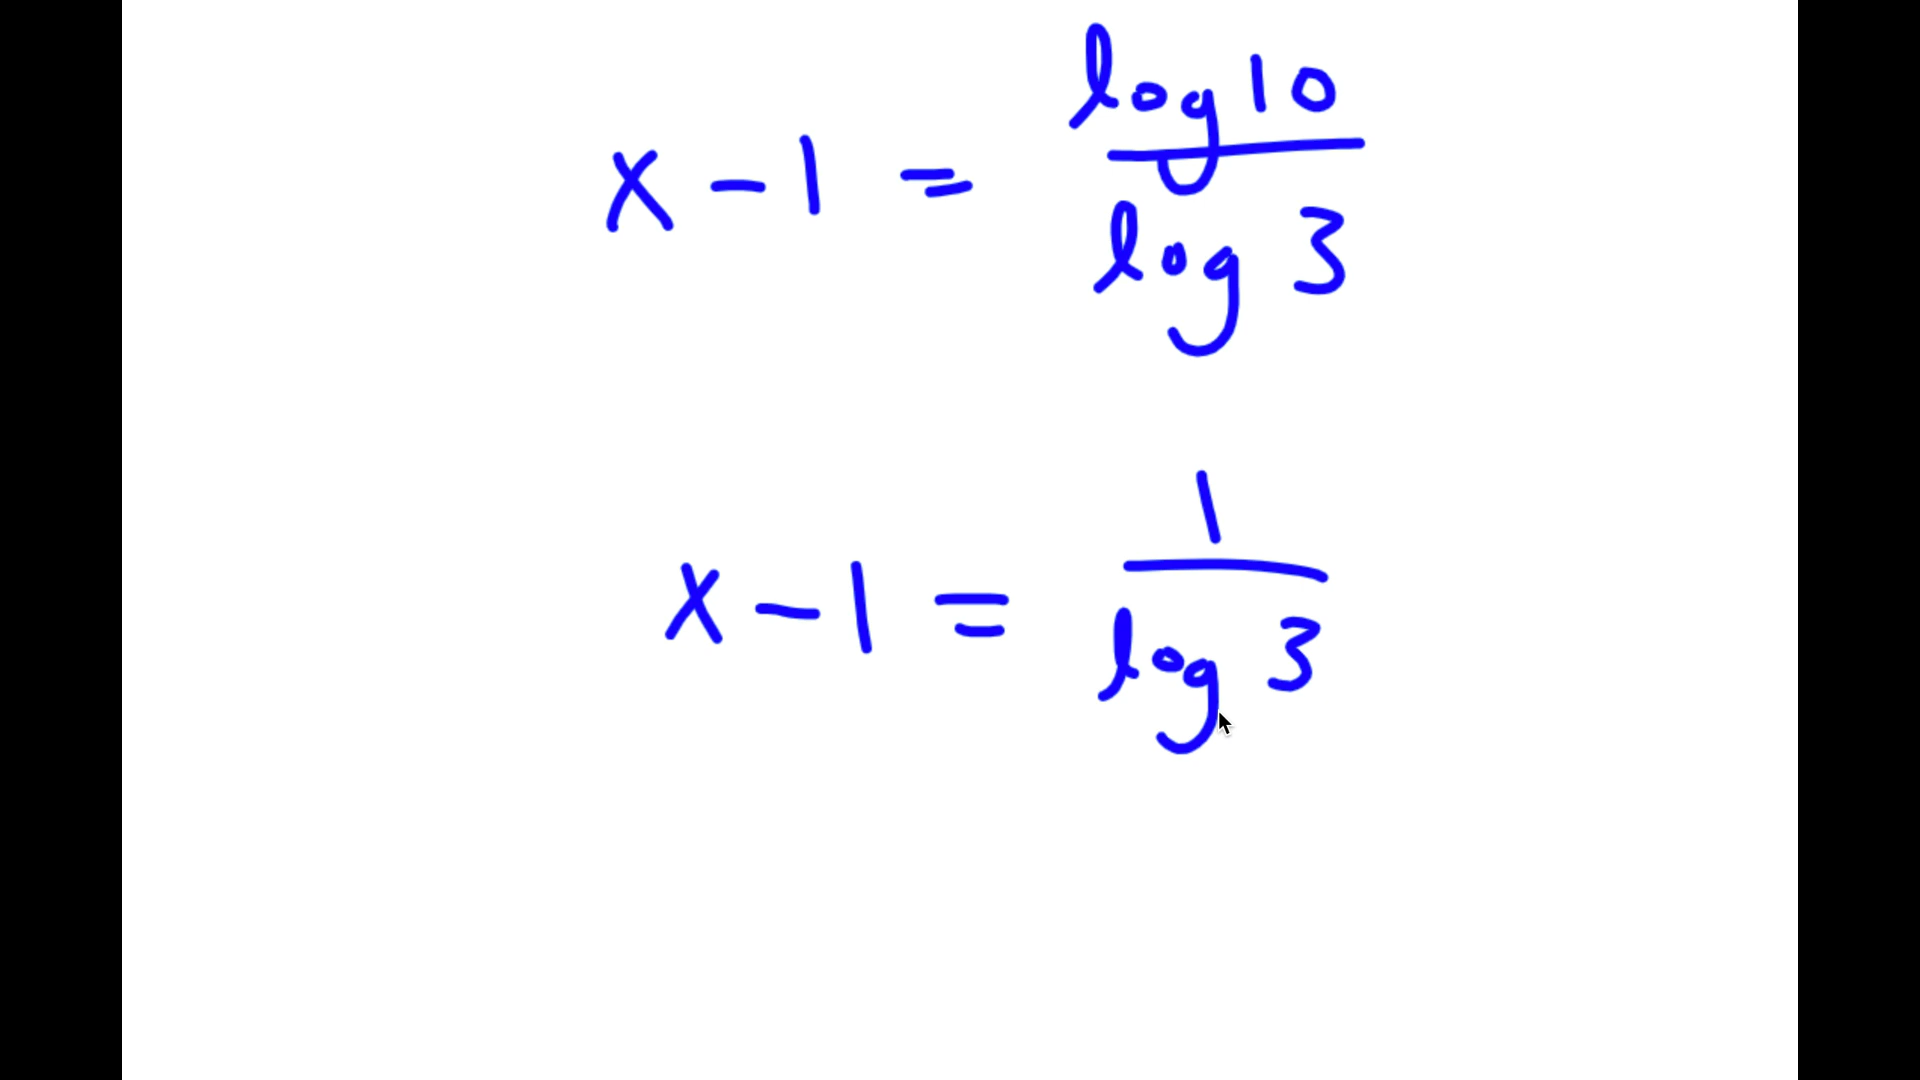 x - 1 = log 10 / log 3
x - 1 = 1 / log 3